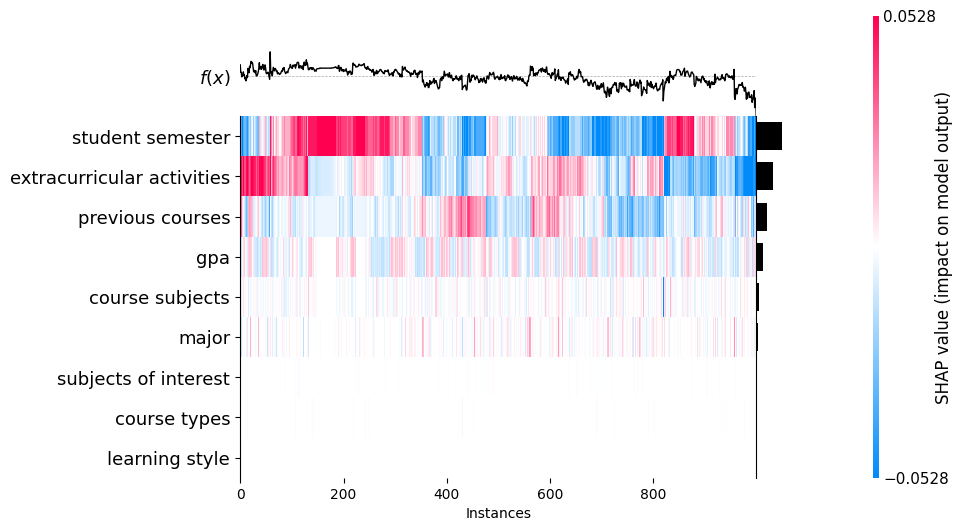 0.0528
f(x)
student semester
extracurricular activities
previous courses
gpa
course subjects
major
subjects of interest
course types
learning style
0 200 400 600 800
Instances
SHAP value (impact on model output)
−0.0528